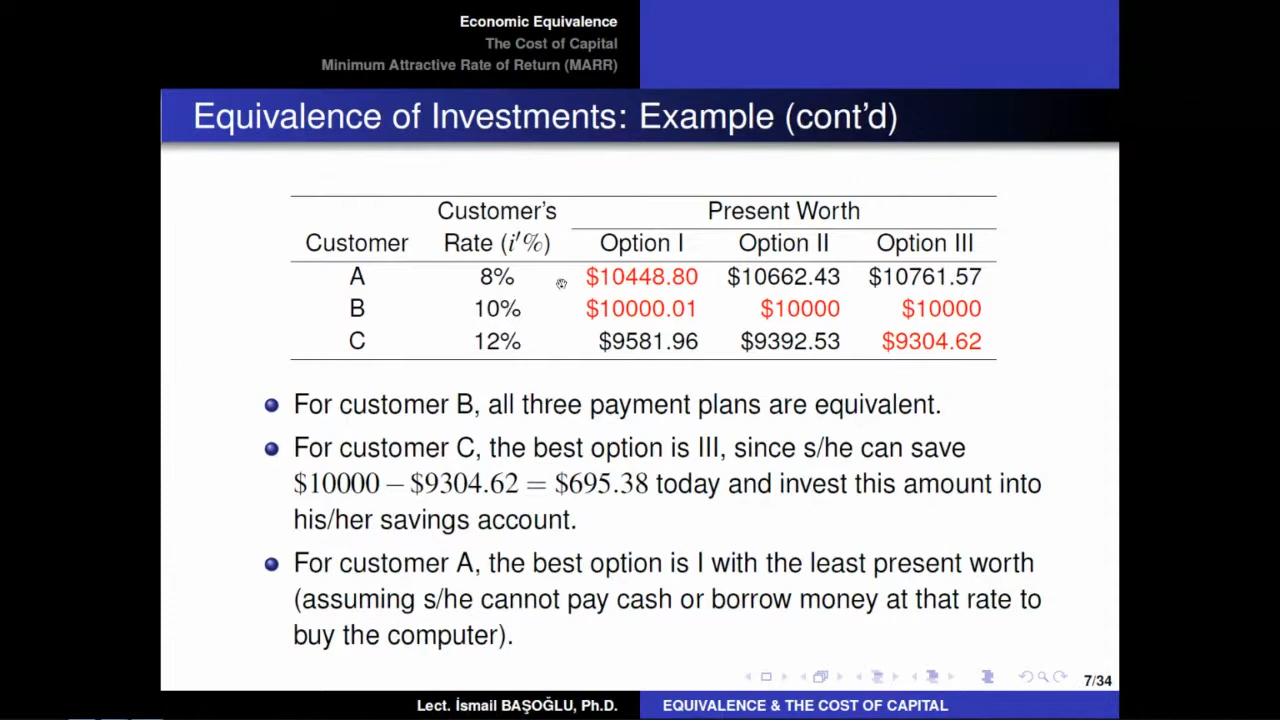 Economic Equivalence
The Cost of Capital
Minimum Attractive Rate of Return (MARR)
Equivalence of Investments: Example (cont'd)
Customer's Present Worth
Customer Rate (i′%) Option I Option II Option III
A 8% $10448.80 $10662.43 $10761.57
B 10% $10000.01 $10000 $10000
C 12% $9581.96 $9392.53 $9304.62
For customer B, all three payment plans are equivalent.
For customer C, the best option is III, since s/he can save
$10000 − $9304.62 = $695.38 today and invest this amount into
his/her savings account.
For customer A, the best option is I with the least present worth
(assuming s/he cannot pay cash or borrow money at that rate to
buy the computer).
7/34
Lect. İsmail BAŞOĞLU, Ph.D. EQUIVALENCE & THE COST OF CAPITAL